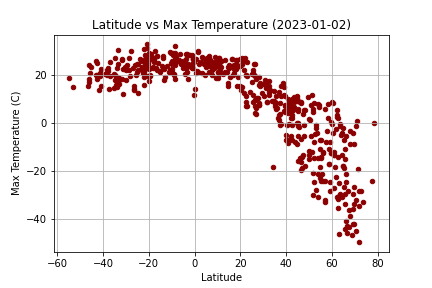 Latitude vs Max Temperature (2023-01-02)
Max Temperature (C)
20
0
−20
−40
−60 −40 −20 0 20 40 60 80
Latitude